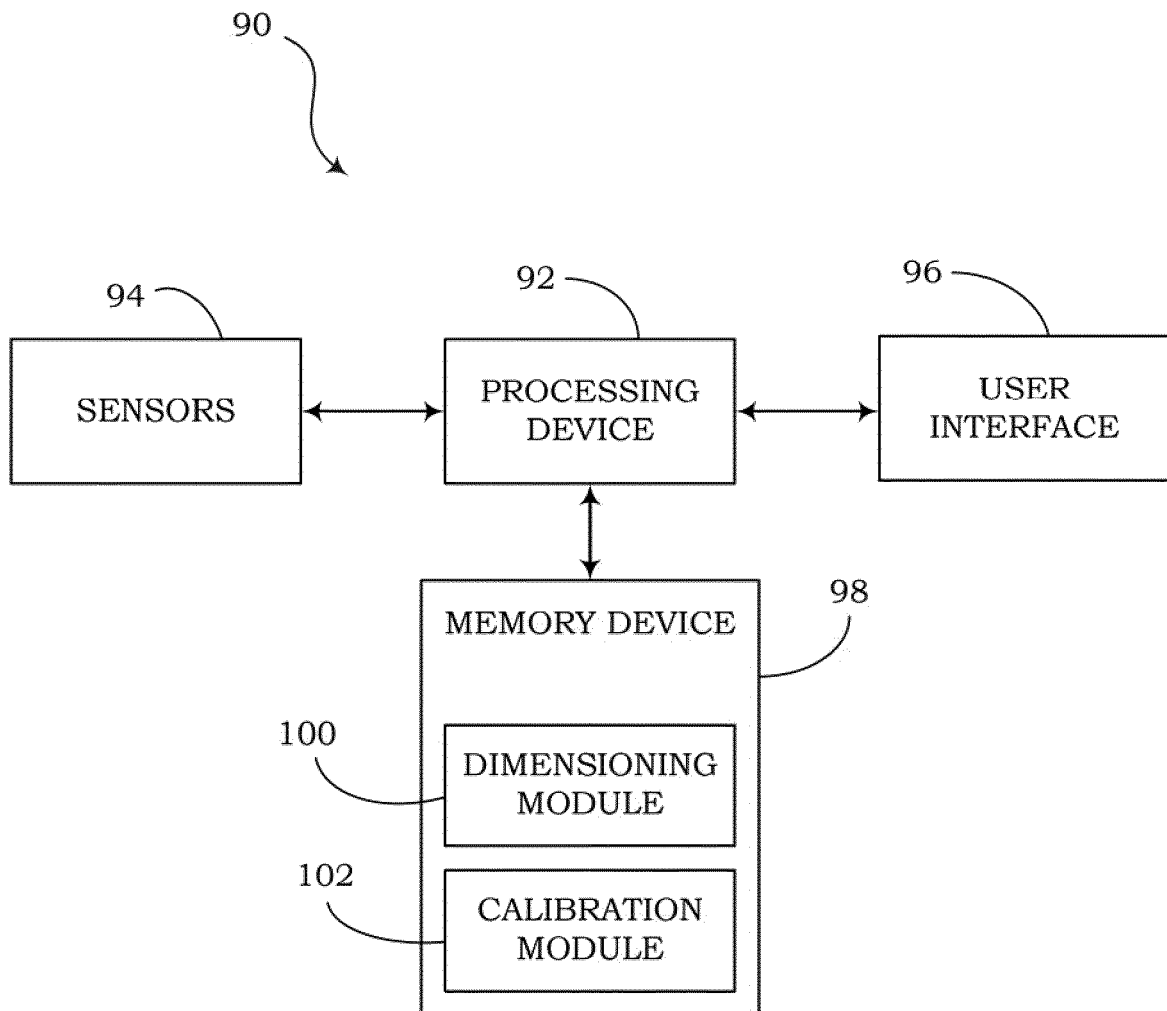 90
94
92
96
SENSORS
PROCESSING
DEVICE
USER
INTERFACE
98
MEMORY DEVICE
100
DIMENSIONING
MODULE
102
CALIBRATION
MODULE